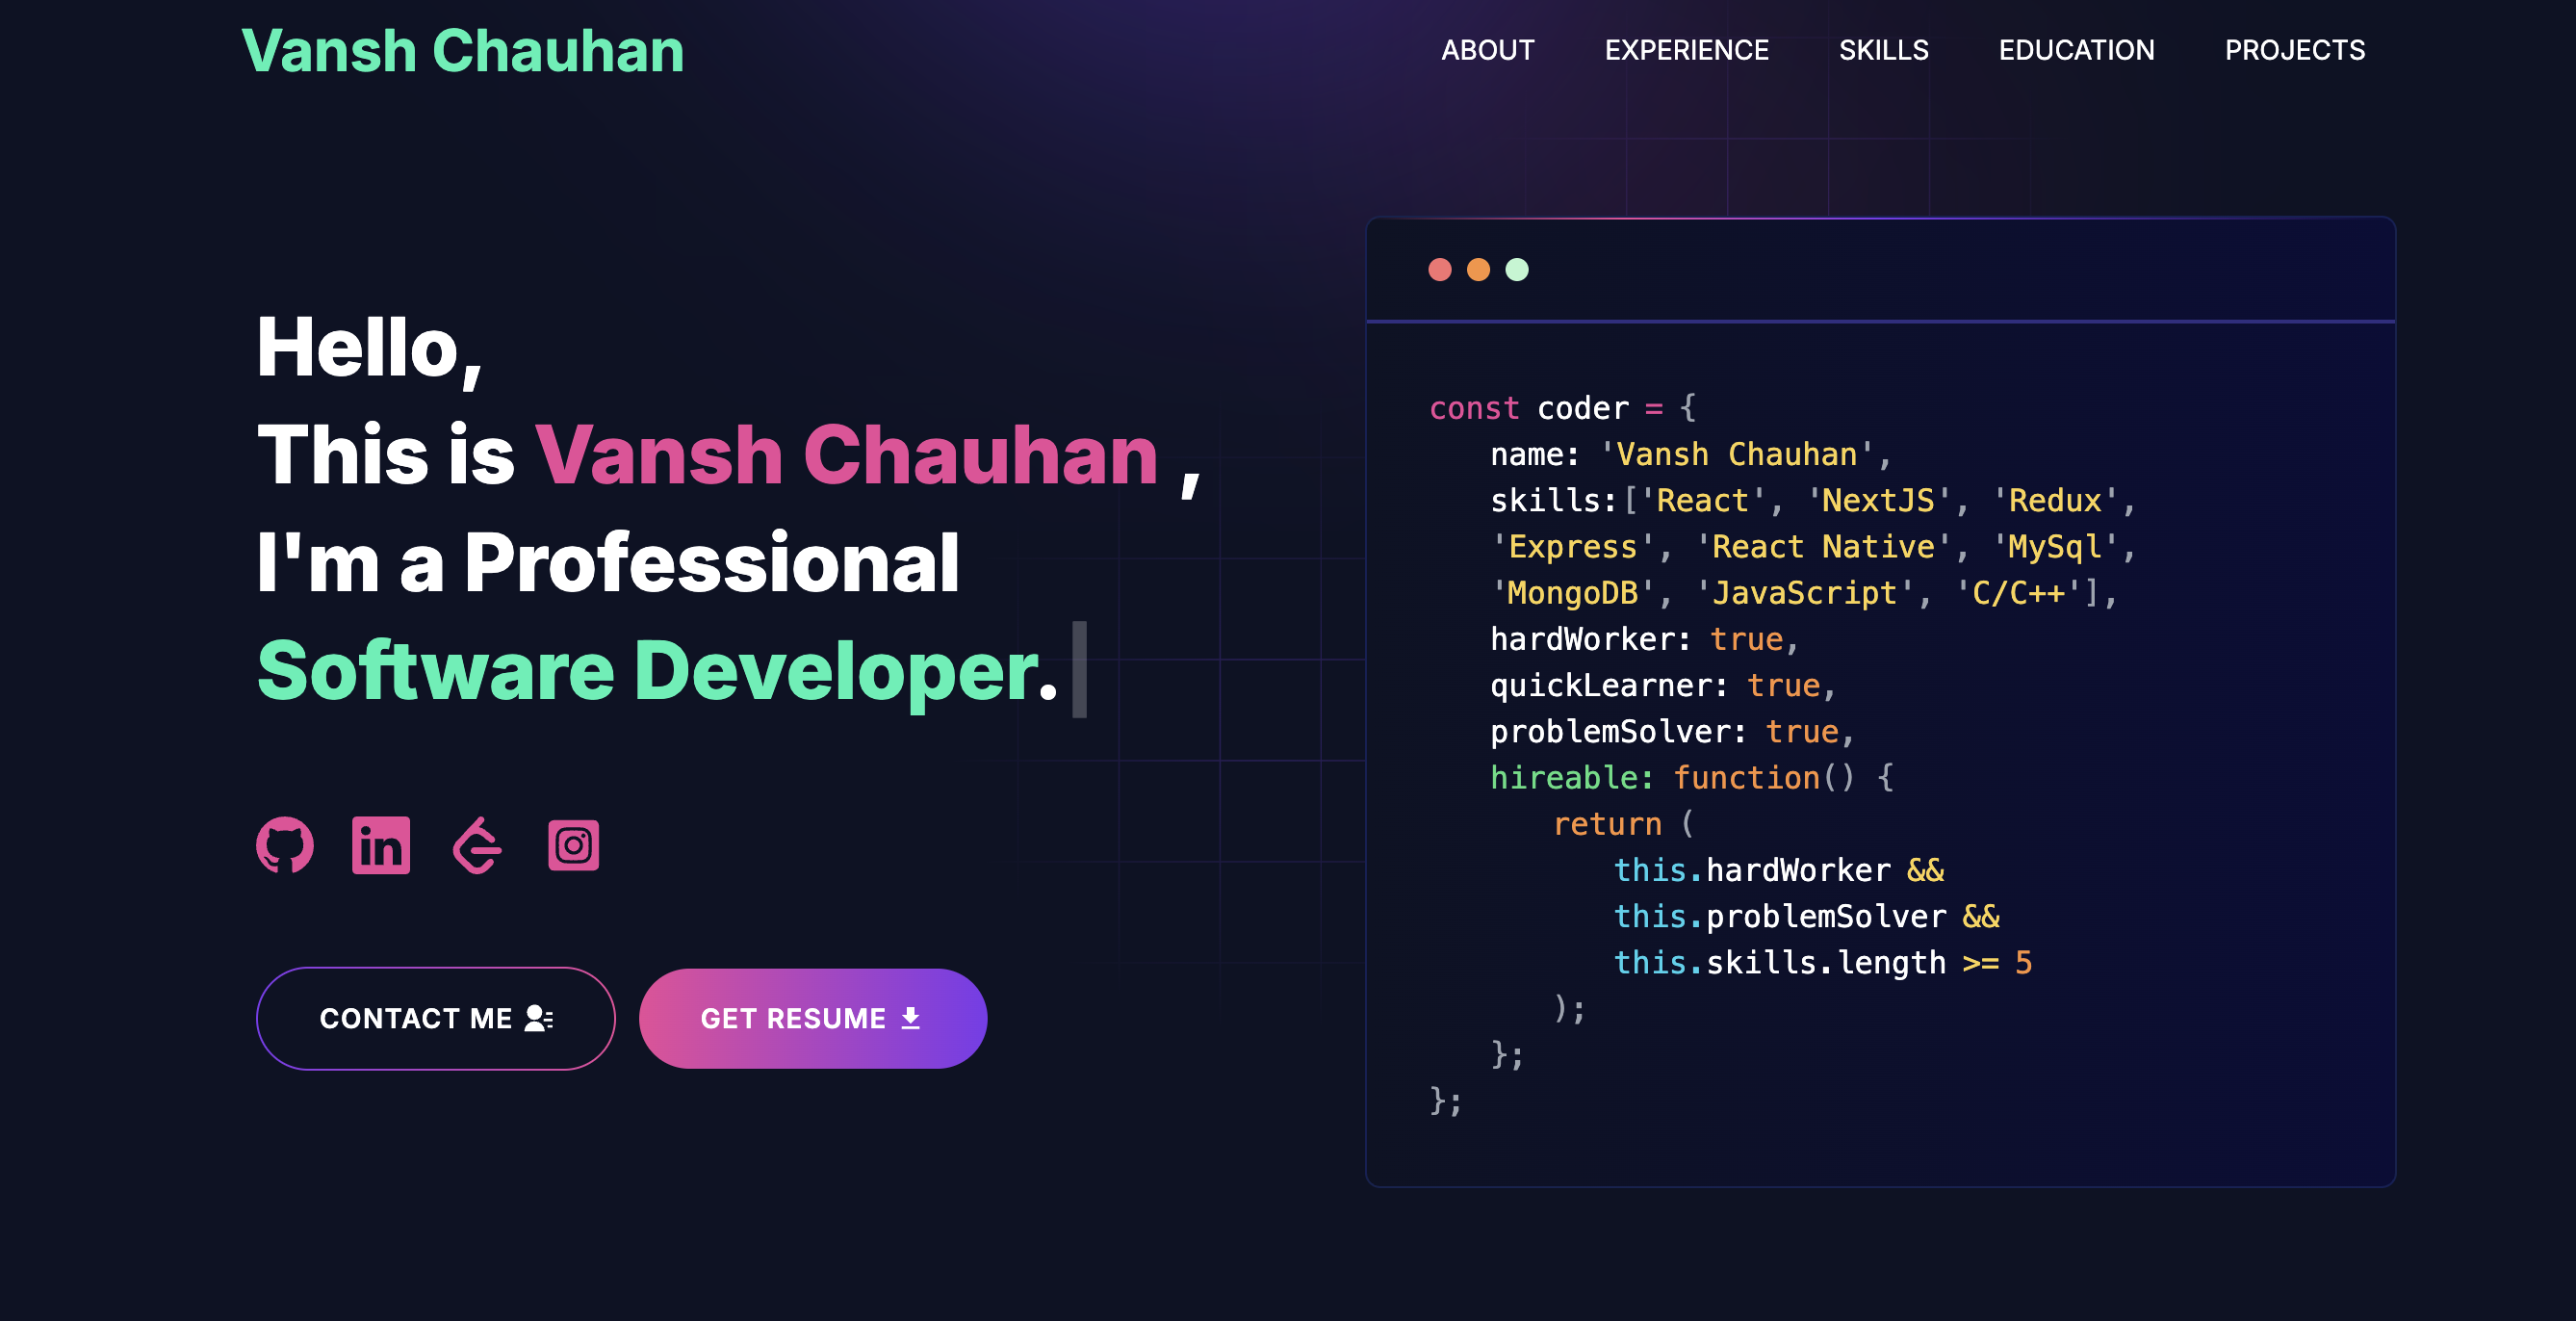 Vansh Chauhan
ABOUT EXPERIENCE SKILLS EDUCATION PROJECTS
Hello,
This is Vansh Chauhan ,
I'm a Professional
Software Developer.
CONTACT ME
GET RESUME
const coder = {
name: 'Vansh Chauhan',
skills:['React', 'NextJS', 'Redux',
'Express', 'React Native', 'MySql',
'MongoDB', 'JavaScript', 'C/C++'],
hardWorker: true,
quickLearner: true,
problemSolver: true,
hireable: function() {
return (
this.hardWorker &&
this.problemSolver &&
this.skills.length >= 5
);
};
};